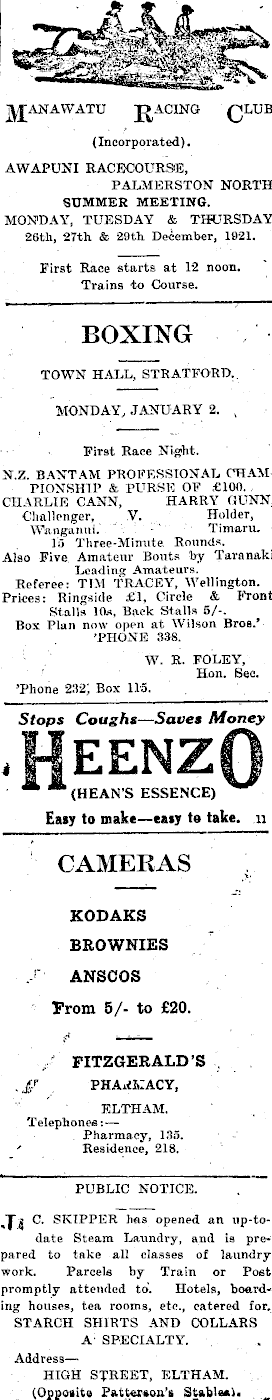 MANAWATU RACING CLUB
(Incorporated).
AWAPUNI RACECOURSE,
PALMERSTON NORTH
SUMMER MEETING.
MONDAY, TUESDAY & THURSDAY
26th, 27th & 29th December, 1921.
First Race starts at 12 noon.
Trains to Course.
BOXING
TOWN HALL, STRATFORD.
MONDAY, JANUARY 2.
First Race Night.
N.Z. BANTAM PROFESSIONAL CHAM-
PIONSHIP & PURSE OF £100.
CHARLIE CANN, HARRY GUNN,
Challenger, V. Holder,
Wanganui. Timaru.
15 Three-Minute Rounds.
Also Five Amateur Bouts by Taranaki
Leading Amateurs.
Referee: TIM TRACEY, Wellington.
Prices: Ringside £1, Circle & Front
Stalls 10s, Back Stalls 5/-.
Box Plan now open at Wilson Bros.'
'PHONE 338.
W. R. FOLEY,
Hon. Sec.
'Phone 232, Box 115.
Stops Coughs—Saves Money
HEENZO
(HEAN'S ESSENCE)
Easy to make—easy to take. 11
CAMERAS
KODAKS
BROWNIES
ANSCOS
From 5/- to £20.
FITZGERALD'S
PHARMACY,
ELTHAM.
Telephones:—
Pharmacy, 135.
Residence, 218.
PUBLIC NOTICE.
J. C. SKIPPER has opened an up-to-
date Steam Laundry, and is pre-
pared to take all classes of laundry
work. Parcels by Train or Post
promptly attended to. Hotels, board-
ing houses, tea rooms, etc., catered for.
STARCH SHIRTS AND COLLARS
A SPECIALTY.
Address—
HIGH STREET, ELTHAM.
(Opposite Patterson's Stables).